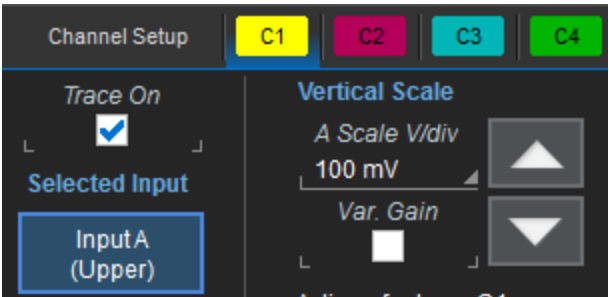 Channel Setup C1 C2 C3 C4
Trace On
Selected Input
Input A
(Upper)
Vertical Scale
A Scale V/div
100 mV
Var. Gain